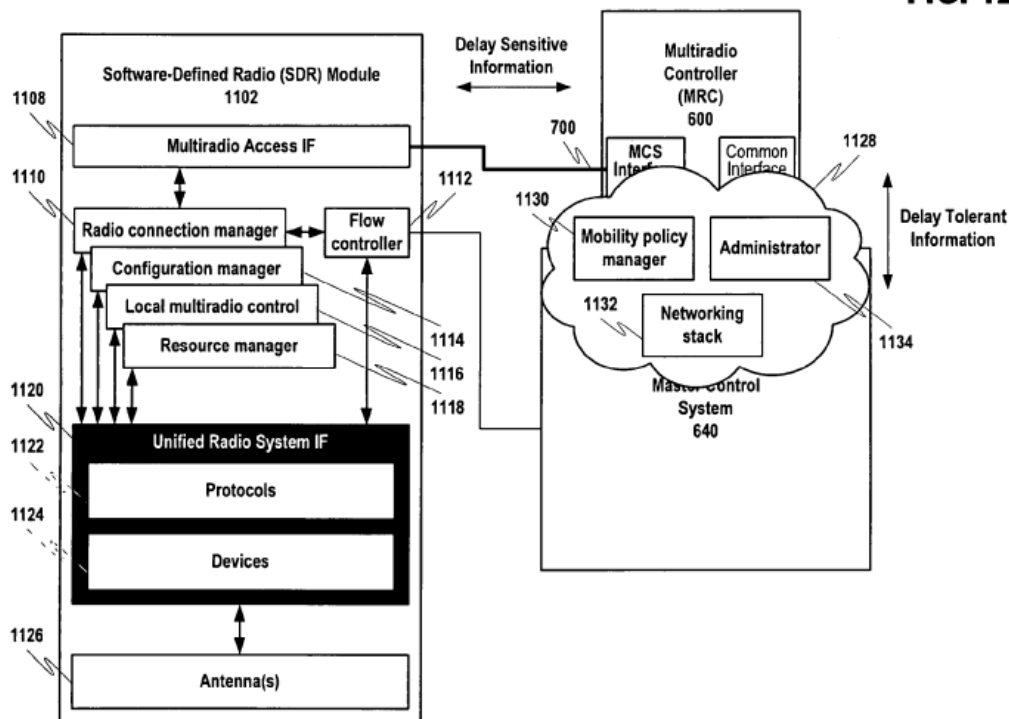 Software-Defined Radio (SDR) Module
1102
1108
Multiradio Access IF
1110
Radio connection manager
1112
Flow
controller
Configuration manager
1114
Local multiradio control
1116
Resource manager
1118
1120
Unified Radio System IF
1122
Protocols
1124
Devices
1126
Antenna(s)
Delay Sensitive
Information
700
Multiradio
Controller
(MRC)
600
MCS
Common
Interface
1128
1130
Mobility policy
manager
Administrator
Delay Tolerant
Information
1132
Networking
stack
1134
Control
System
640